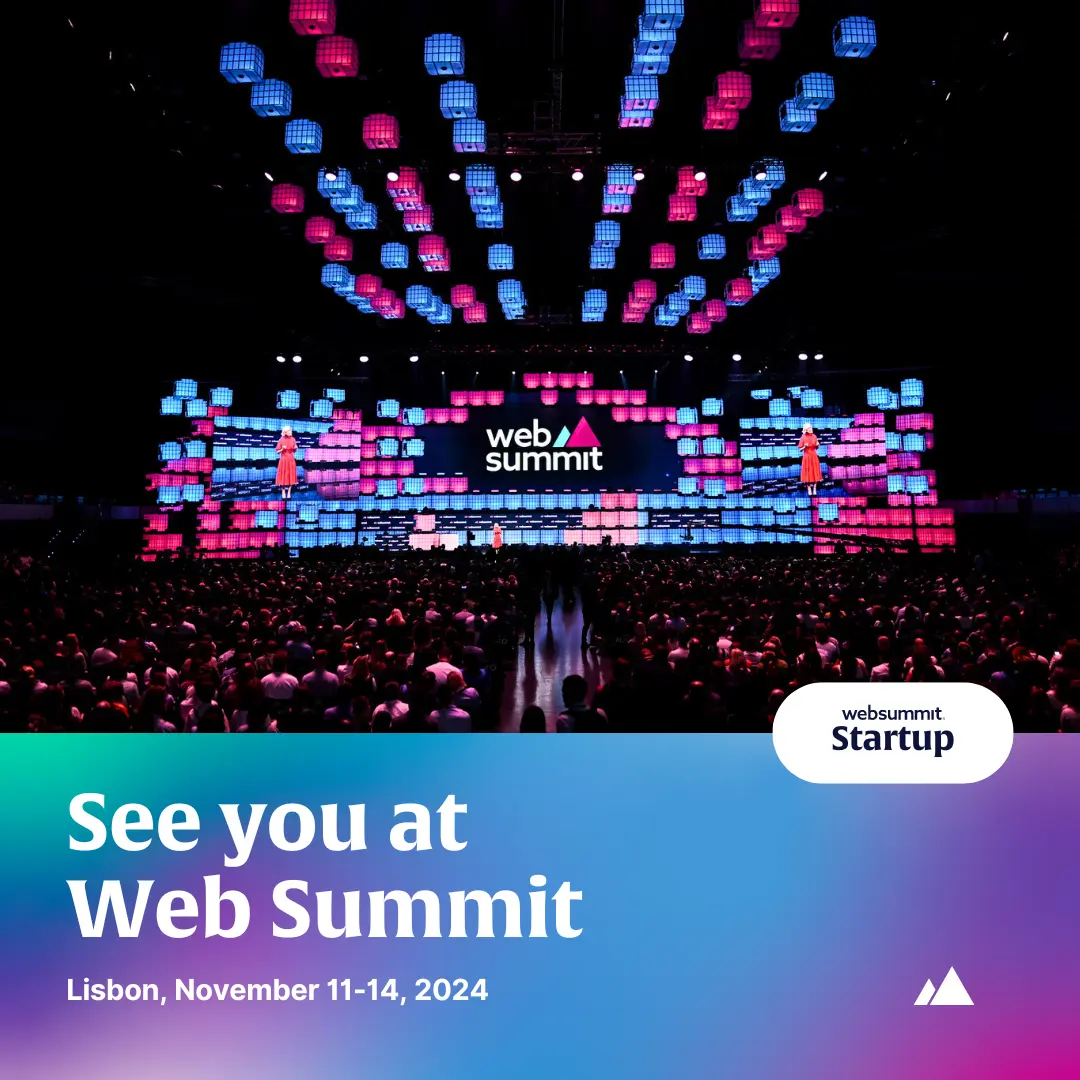 web
summit
websummit.
Startup
See you at
Web Summit
Lisbon, November 11-14, 2024